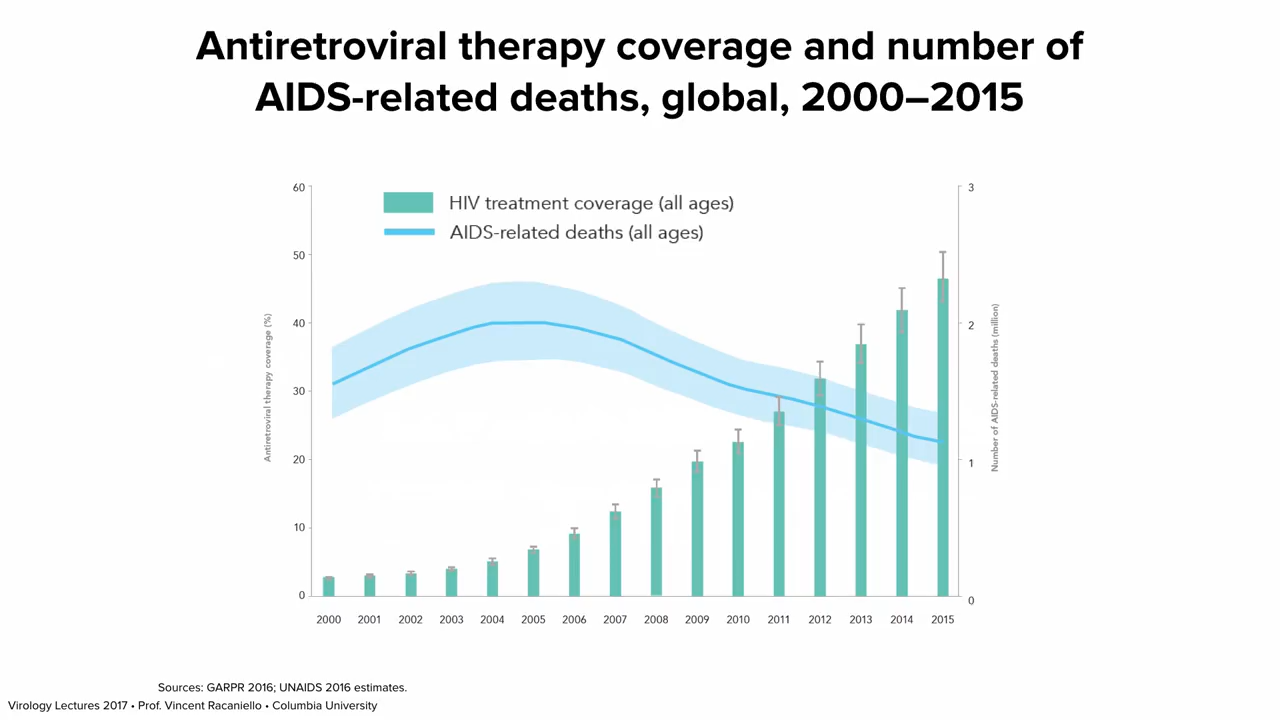 Antiretroviral therapy coverage and number of
AIDS-related deaths, global, 2000–2015
HIV treatment coverage (all ages)
AIDS-related deaths (all ages)
Antiretroviral therapy coverage (%)
60
50
40
30
20
10
0
Number of AIDS-related deaths (million)
3
2
1
0
2000 2001 2002 2003 2004 2005 2006 2007 2008 2009 2010 2011 2012 2013 2014 2015
Sources: GARPR 2016; UNAIDS 2016 estimates.
Virology Lectures 2017 • Prof. Vincent Racaniello • Columbia University